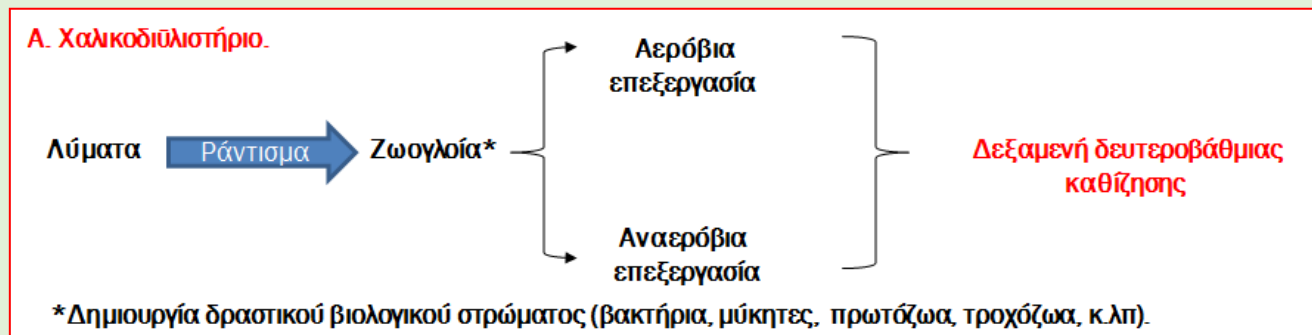 Α. Χαλικοδιϋλιστήριο.
Αερόβια
επεξεργασία
Λύματα
Ράντισμα
Ζωογλοία*
Δεξαμενή δευτεροβάθμιας
καθίζησης
Αναερόβια
επεξεργασία
*Δημιουργία δραστικού βιολογικού στρώματος (βακτήρια, μύκητες, πρωτόζωα, τροχόζωα, κ.λπ).